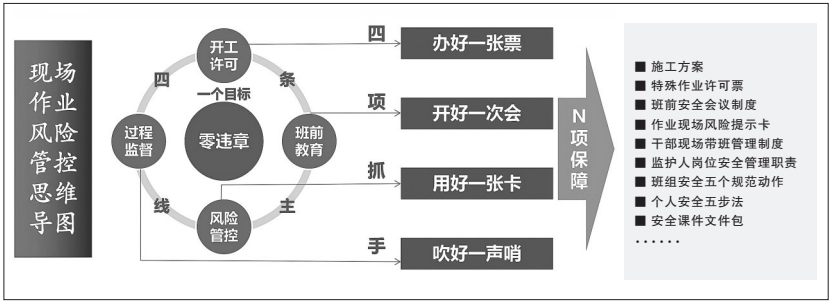 现场
作业
风险
管控
思维
导图
四
条
主
线
一个目标
零违章
开工
许可
班前
教育
风险
管控
过程
监督
四
项
抓
手
办好一张票
开好一次会
用好一张卡
吹好一声哨
N
项
保
障
■ 施工方案
■ 特殊作业许可票
■ 班前安全会议制度
■ 作业现场风险提示卡
■ 干部现场带班管理制度
■ 监护人岗位安全管理职责
■ 班组安全五个规范动作
■ 个人安全五步法
■ 安全课件文件包
······